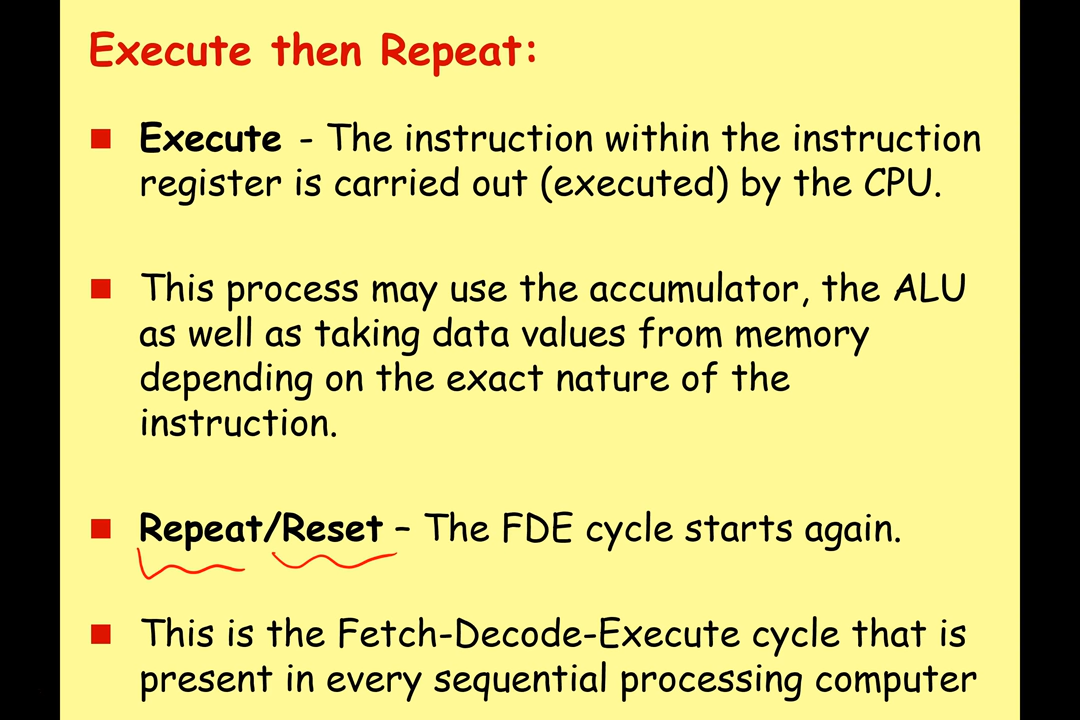 Execute then Repeat:
Execute - The instruction within the instruction
register is carried out (executed) by the CPU.
This process may use the accumulator, the ALU
as well as taking data values from memory
depending on the exact nature of the
instruction.
Repeat/Reset – The FDE cycle starts again.
This is the Fetch-Decode-Execute cycle that is
present in every sequential processing computer